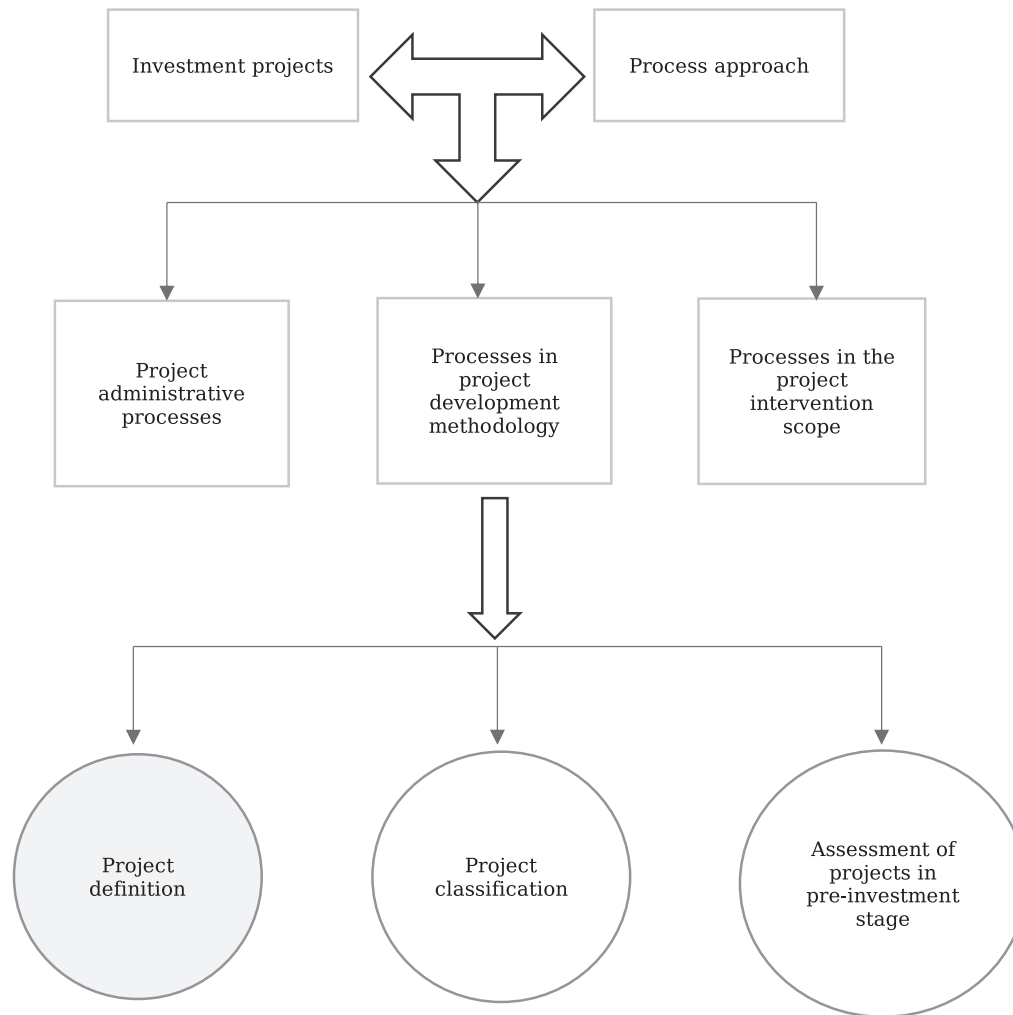 Investment projects
Process approach
Project
administrative
processes
Processes in
project
development
methodology
Processes in the
project
intervention
scope
Project
definition
Project
classification
Assessment of
projects in
pre-investment
stage